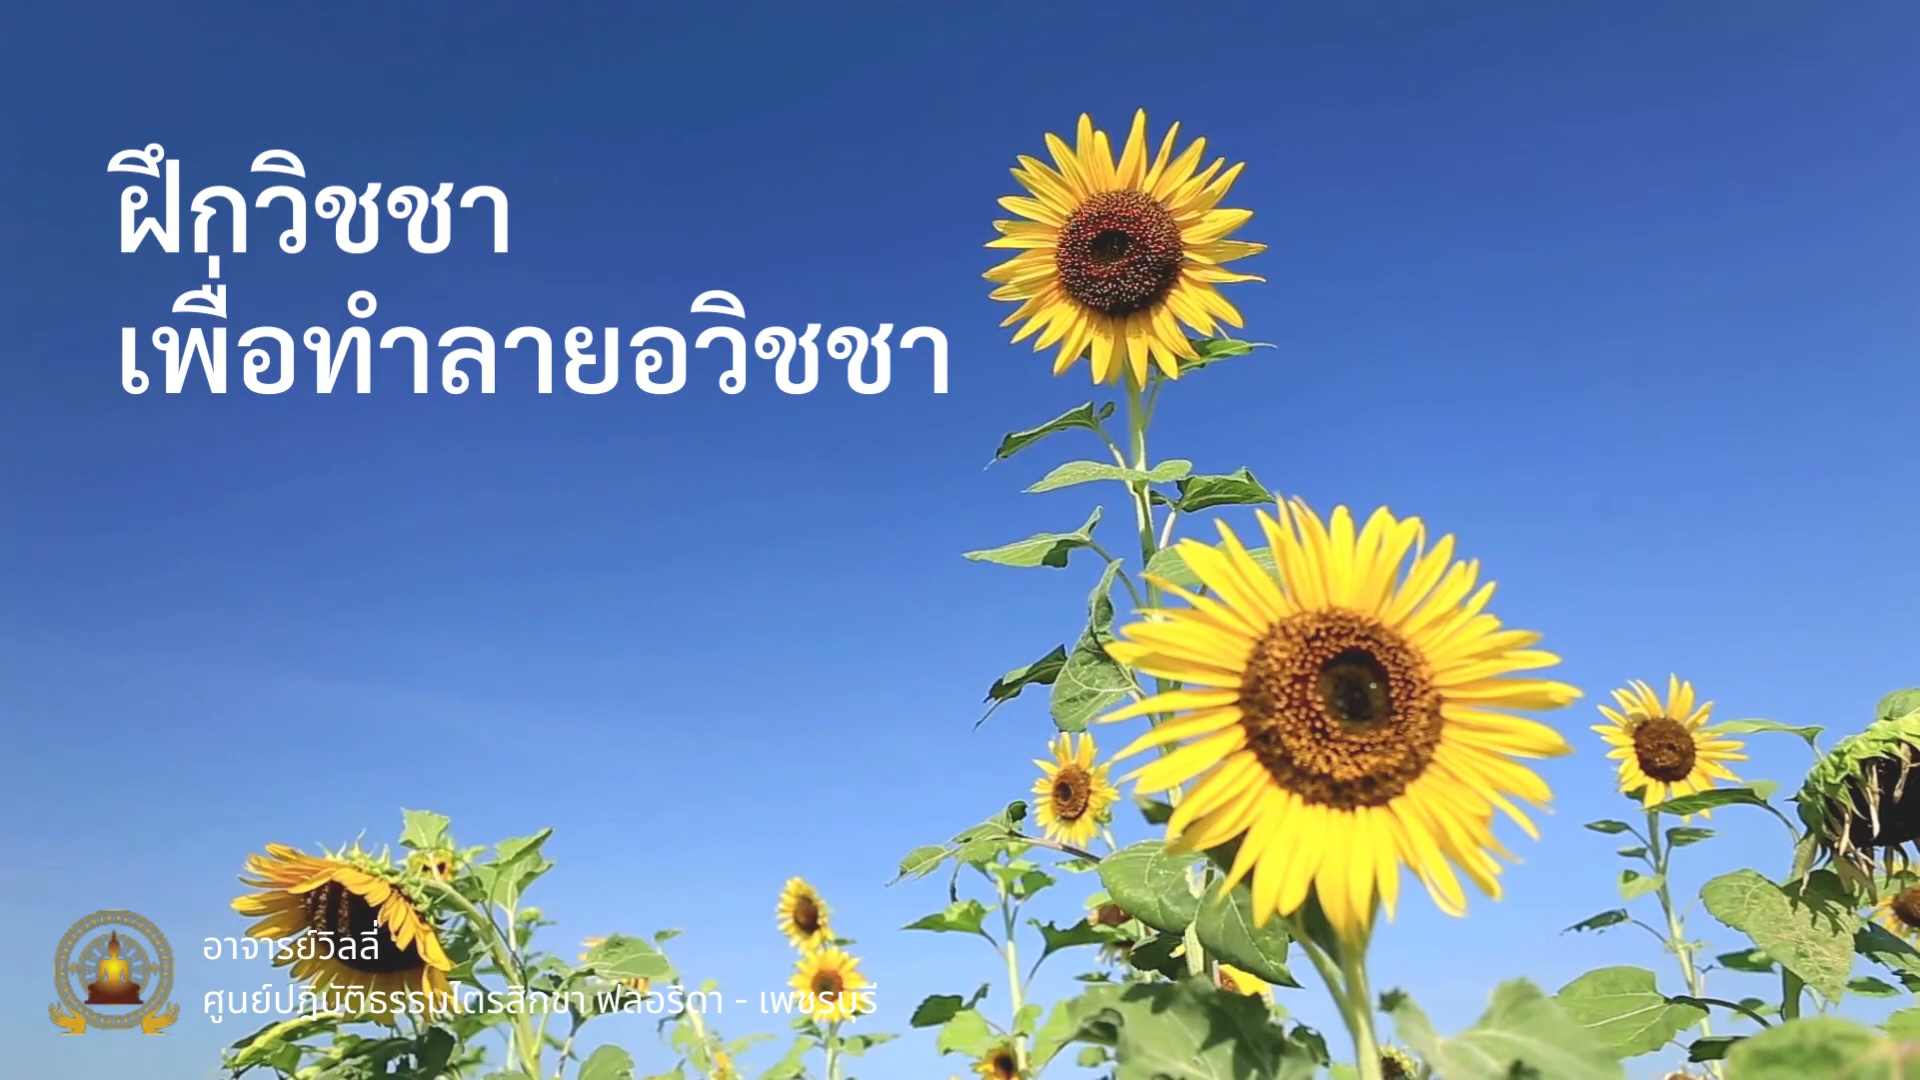 ฝึกวิชชา
เพื่อทำลายอวิชชา
อาจารย์วิลลี่
ศูนย์ปฏิบัติธรรมไตรสิกขา ฟลอริดา - เพชรบุรี